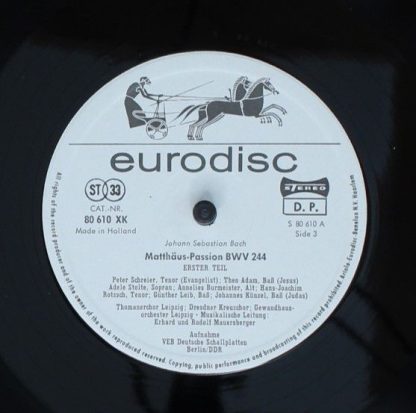 eurodisc
ST 33
CAT.-NR.
80 610 XK
Made in Holland
STEREO
D. P.
S 80 610 A
Side 3
Johann Sebastian Bach
Matthäus-Passion BWV 244
ERSTER TEIL
Peter Schreier, Tenor (Evangelist); Theo Adam, Baß (Jesus)
Adele Stolte, Sopran; Annelies Burmeister, Alt; Hans-Joachim
Rotzsch, Tenor; Günther Leib, Baß; Johannes Künzel, Baß (Judas)
Thomanerchor Leipzig; Dresdner Kreuzchor; Gewandhaus-
orchester Leipzig · Musikalische Leitung:
Erhard und Rudolf Mauersberger
Aufnahme
VEB Deutsche Schallplatten
Berlin/DDR
All rights of the record producer and of the owner of the work reproduced reserved. Copying, public performance and broadcasting of this record prohibited Ariola-Eurodisc-Benelux N.V. Haarlem